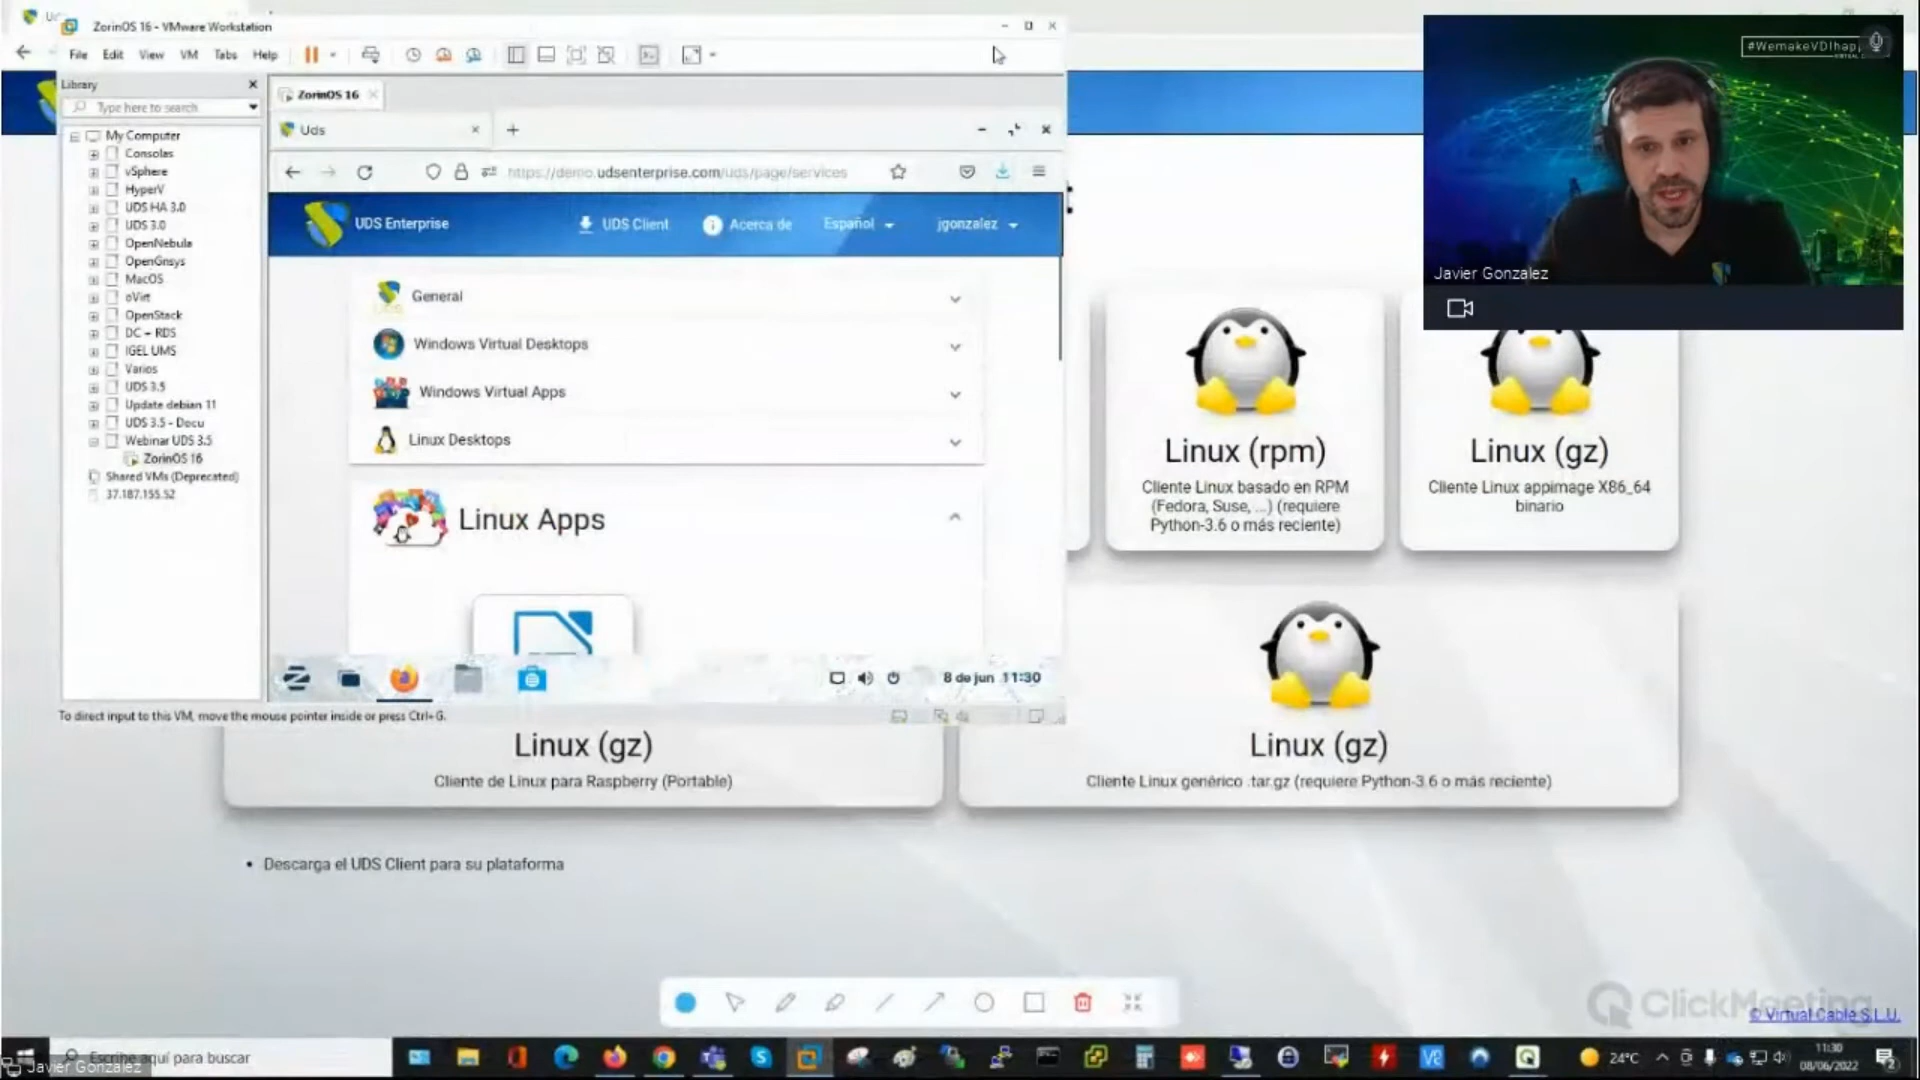 ZorinOS 16 - VMware Workstation
File Edit View VM Tabs Help
Library
Type here to search
My Computer
Consolas
vSphere
HyperV
UDS HA 3.0
UDS 3.0
OpenNebula
OpenGnsys
MacOS
oVirt
OpenStack
DC - RDS
IGEL UMS
Varios
UDS 3.5
Update debian 11
UDS 3.5 - Docu
Webinar UDS 3.5
ZorinOS 16
Shared VMs (Deprecated)
37.187.155.52
ZorinOS 16
Uds
https://demo.udsenterprise.com/uds/page/services
UDS Enterprise
UDS Client
Acerca de
Español
jgonzalez
General
Windows Virtual Desktops
Windows Virtual Apps
Linux Desktops
Linux Apps
8 de jun 11:30
To direct input to this VM, move the mouse pointer inside or press Ctrl+G.
#WemakeVDIhapp
Javier Gonzalez
Linux (rpm)
Cliente Linux basado en RPM
(Fedora, Suse, ...) (requiere
Python-3.6 o más reciente)
Linux (gz)
Cliente Linux appimage X86_64
binario
Linux (gz)
Cliente de Linux para Raspberry (Portable)
Linux (gz)
Cliente Linux genérico .tar.gz (requiere Python-3.6 o más reciente)
Descarga el UDS Client para su plataforma
ClickMeeting
© Virtual Cable S.L.U.
Escribe aquí para buscar
Javier Gonzalez
24°C
11:30
08/06/2022